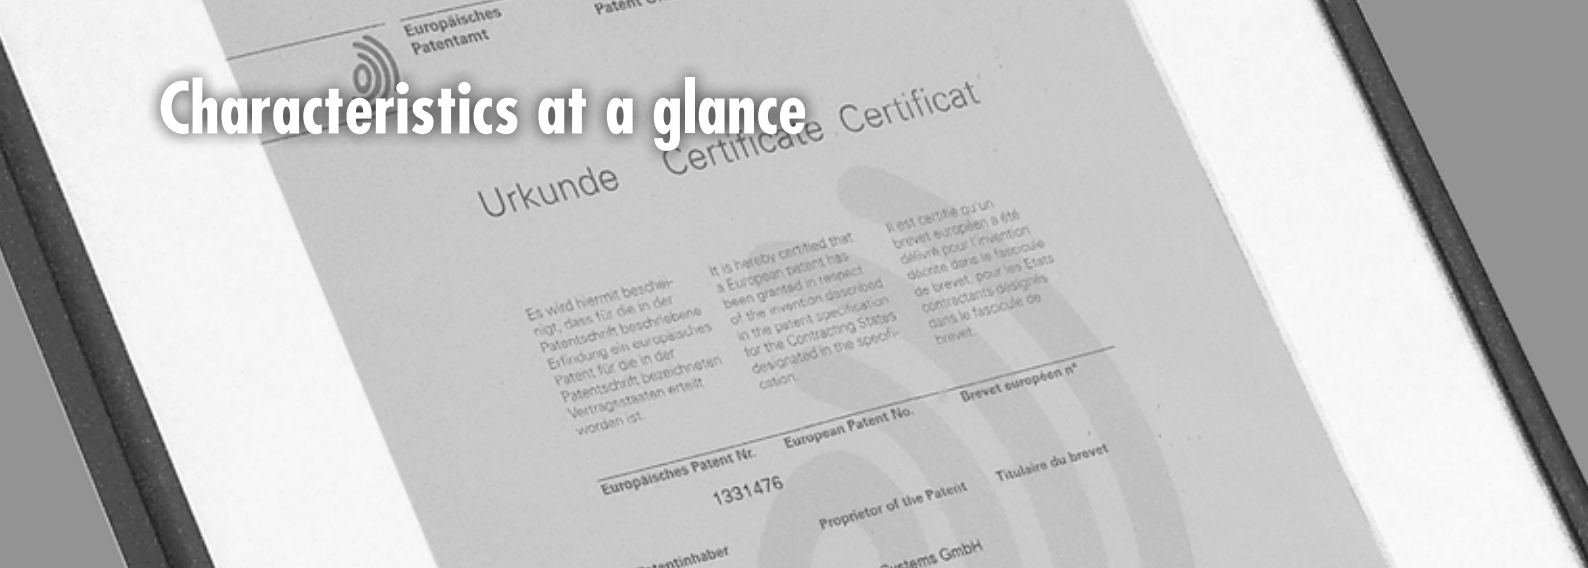 Europäisches
Patentamt
Patent
Characteristics at a glance
Urkunde Certificate Certificat
Es wird hiermit beschei-
nigt, dass für die in der
Patentschrift beschriebene
Erfindung ein europäisches
Patent für die in der
Patentschrift bezeichneten
Vertragsstaaten erteilt
worden ist.
It is hereby certified that
a European patent has
been granted in respect
of the invention described
in the patent specification
for the Contracting States
designated in the specifi-
cation.
Il est certifié qu'un
brevet européen a été
délivré pour l'invention
décrite dans le fascicule
de brevet, pour les Etats
contractants désignés
dans le fascicule de
brevet.
Europäisches Patent Nr. European Patent No. Brevet européen n°
1331476
Proprietor of the Patent Titulaire du brevet
GmbH